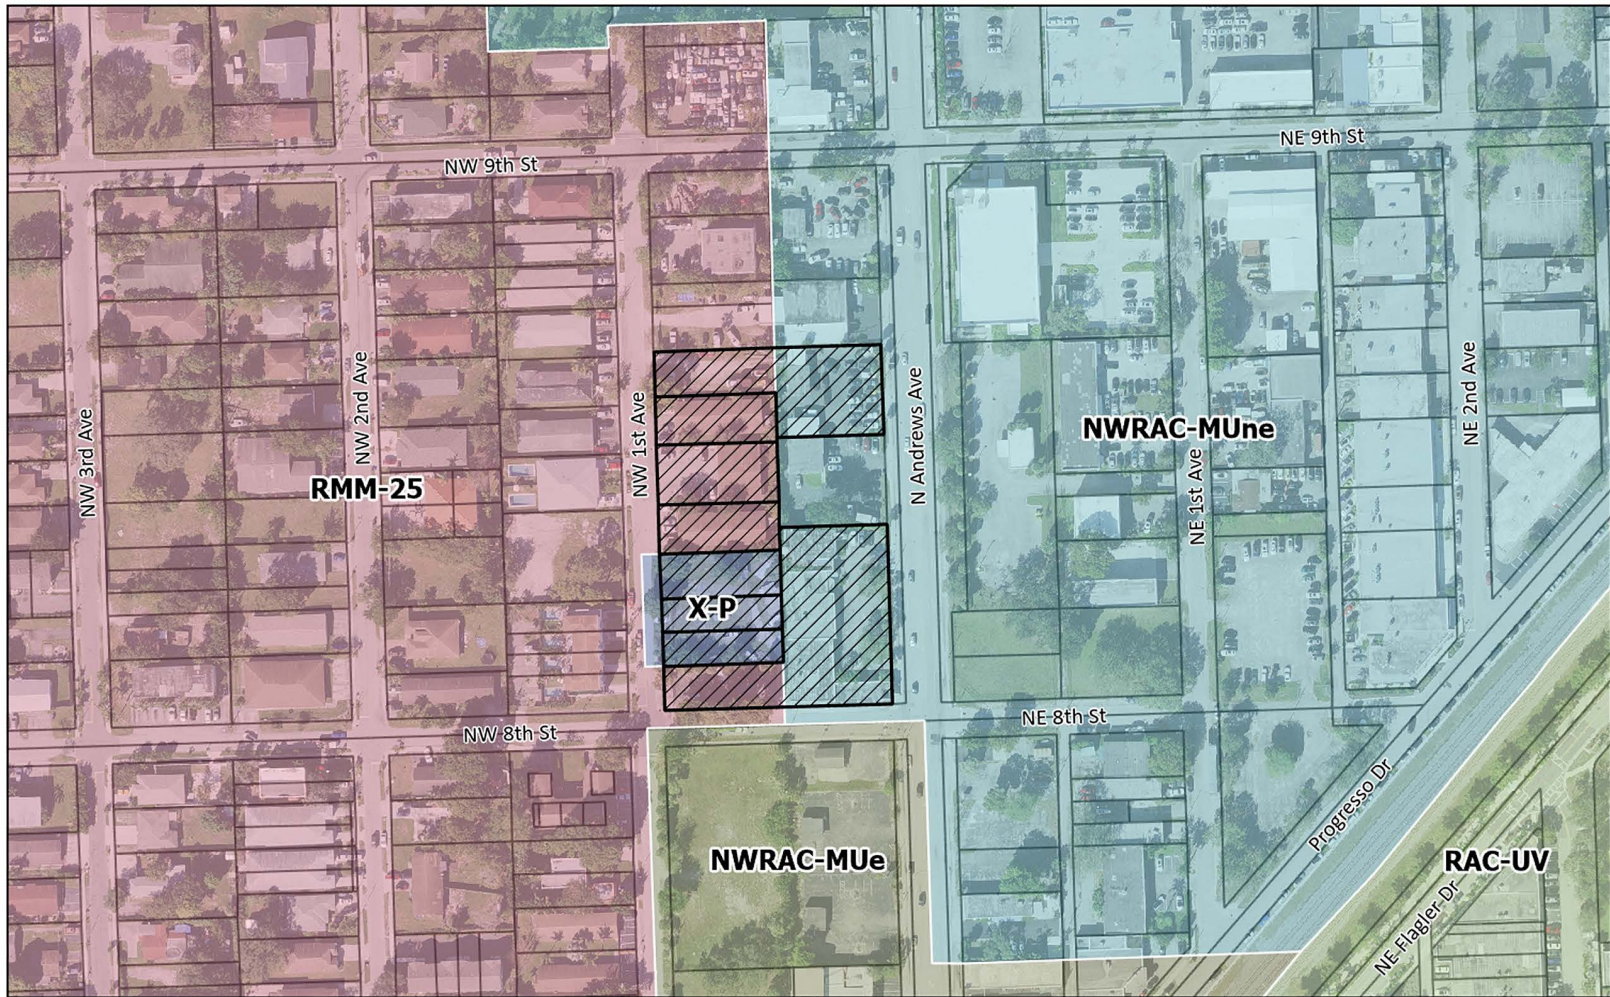 NW 9th St
NE 9th St
NW 3rd Ave
NW 2nd Ave
NW 1st Ave
N Andrews Ave
NE 1st Ave
NE 2nd Ave
NWRAC-MUne
RMM-25
X-P
NW 8th St
NE 8th St
Progresso Dr
NWRAC-MUe
RAC-UV
NE Flagler Dr